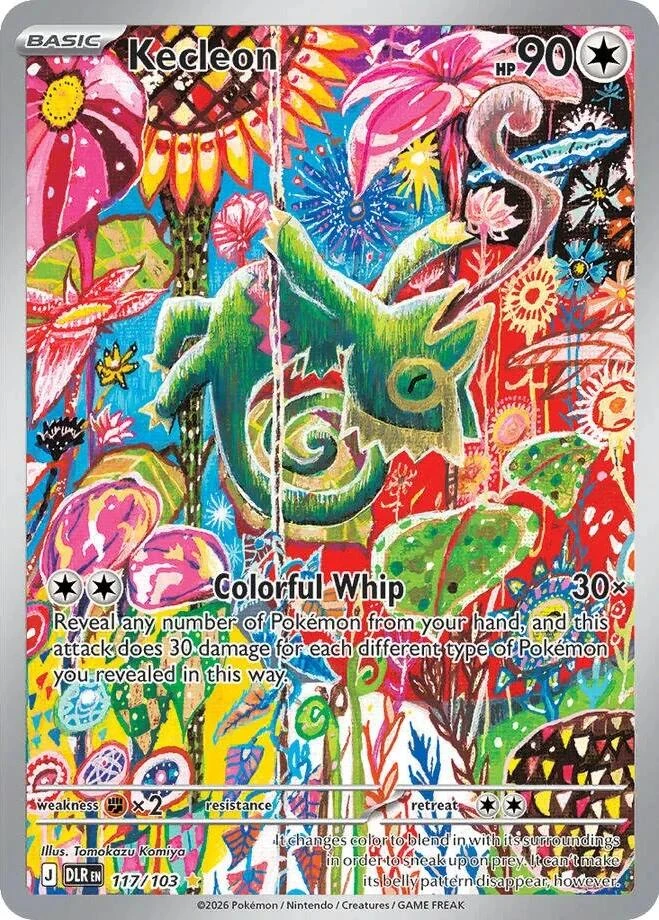 BASIC
Kecleon
HP 90
Colorful Whip 30×
Reveal any number of Pokémon from your hand, and this
attack does 30 damage for each different type of Pokémon
you revealed in this way.
weakness ×2 resistance retreat
Illus. Tomokazu Komiya
It changes color to blend in with its surroundings
in order to sneak up on prey. It can't make
its belly pattern disappear, however.
J DLR EN 117/103
©2026 Pokémon / Nintendo / Creatures / GAME FREAK